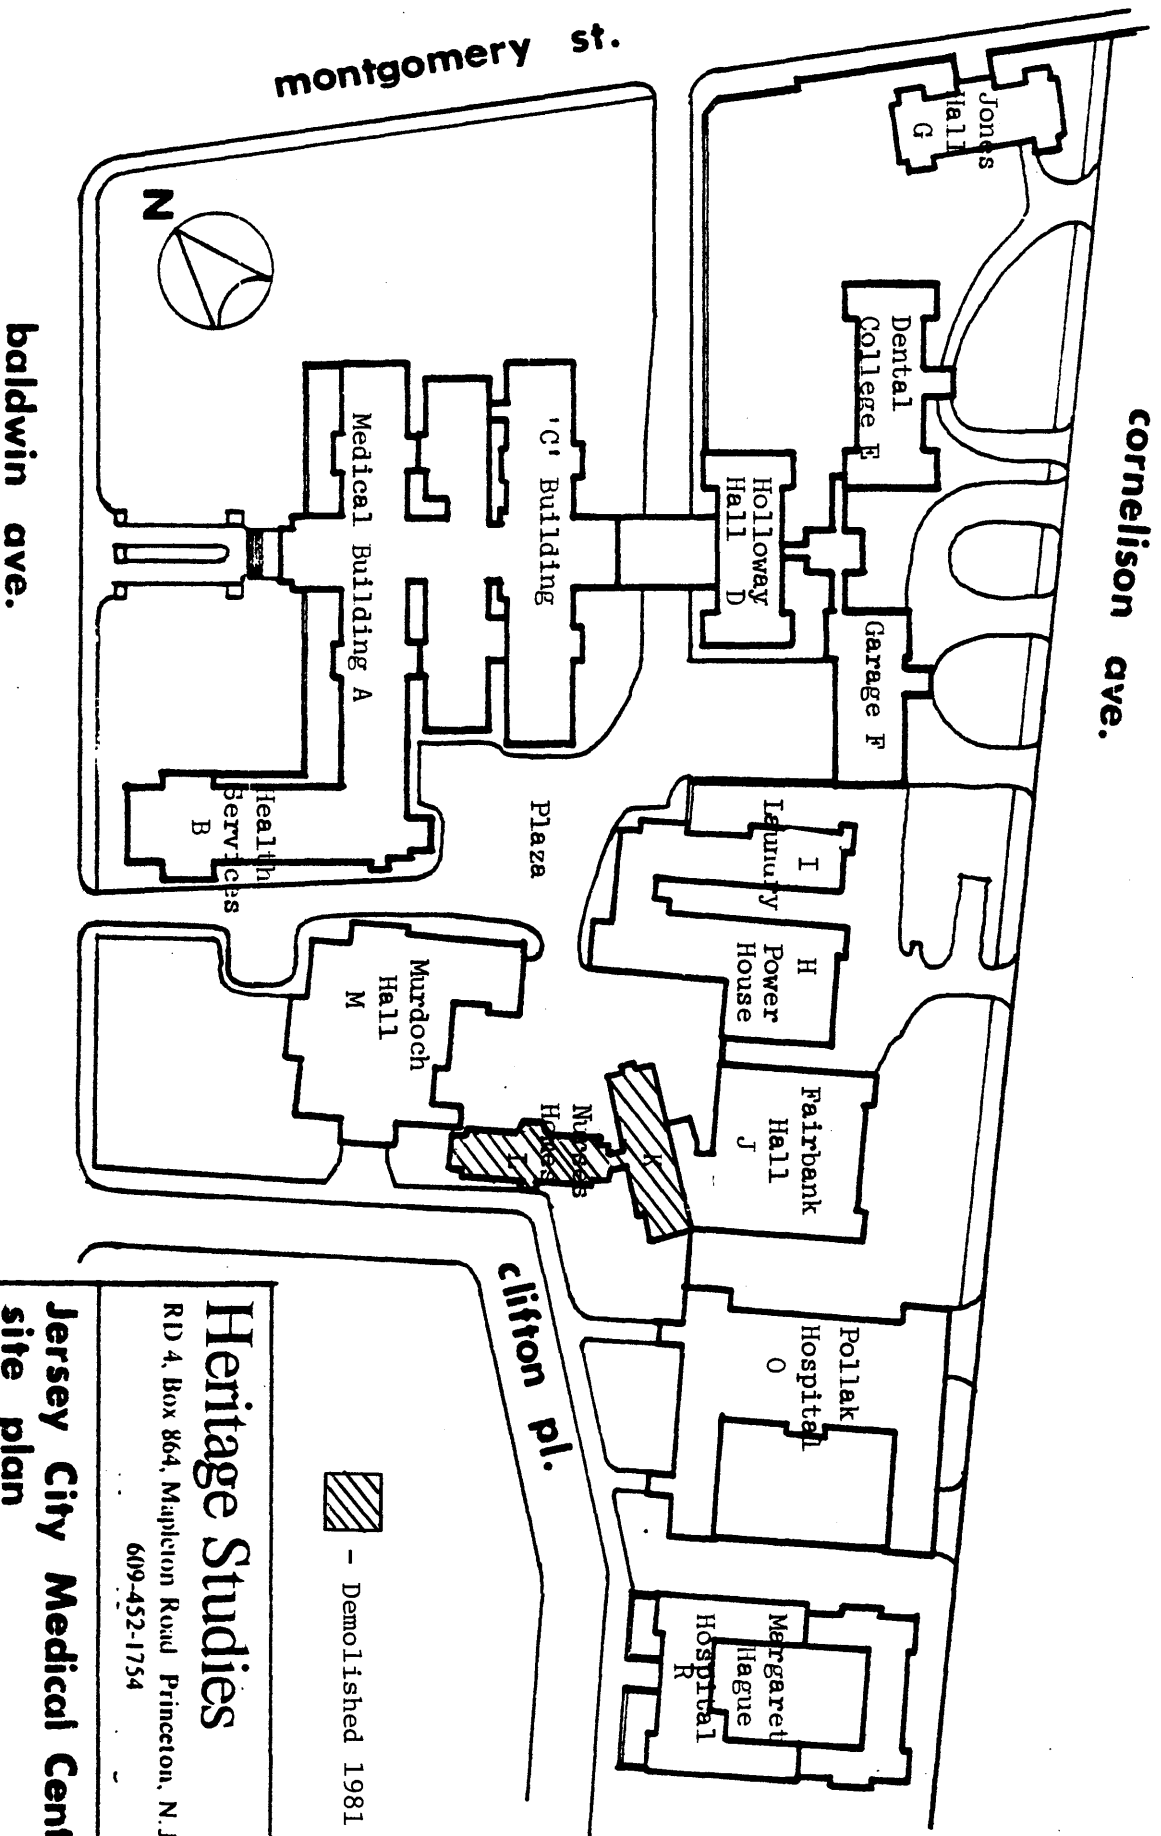 montgomery st.
cornelison ave.
Jones
Hall
G
N
Dental
College E
baldwin ave.
Medical Building A
'C' Building
Holloway
Hall D
Garage F
Health
Services
B
Plaza
Laundry
I
H
Power
House
Murdoch
Hall
M
Nurses
Homes
L
K
Fairbank
Hall
J
Pollak
Hospital
O
clifton pl.
Margaret
Hague
Hospital
R
- Demolished 1981
Heritage Studies
RD 4, Box 864, Mapleton Road Princeton, N.J
609-452-1754
Jersey City Medical Cent
site plan